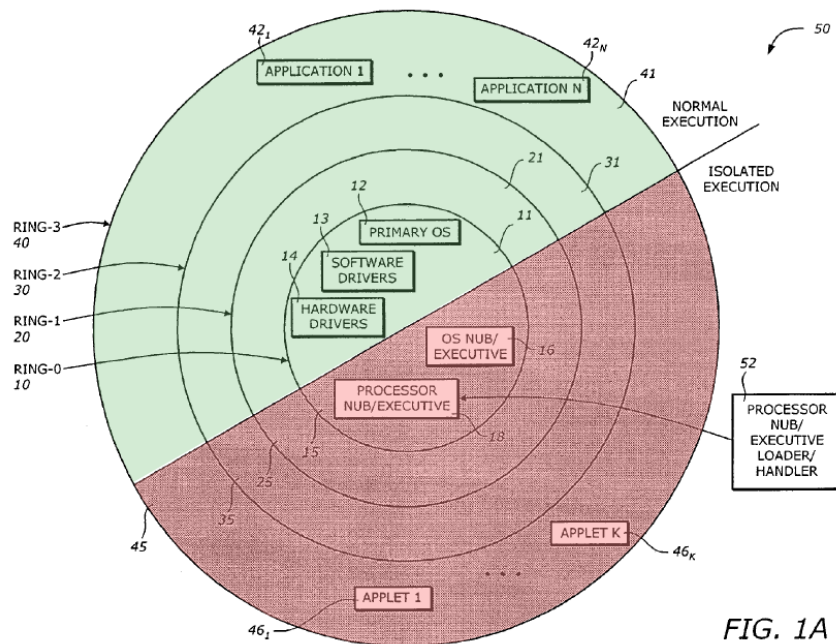 42₁
APPLICATION 1
• • •
42_N
APPLICATION N
41
50
NORMAL
EXECUTION
ISOLATED
EXECUTION
21
31
12
PRIMARY OS
11
13
SOFTWARE
DRIVERS
14
HARDWARE
DRIVERS
RING-3
40
RING-2
30
RING-1
20
RING-0
10
OS NUB/
EXECUTIVE
16
PROCESSOR
NUB/EXECUTIVE
18
15
25
35
45
52
PROCESSOR
NUB/
EXECUTIVE
LOADER/
HANDLER
APPLET K
46_K
• • •
APPLET 1
46₁
FIG. 1A